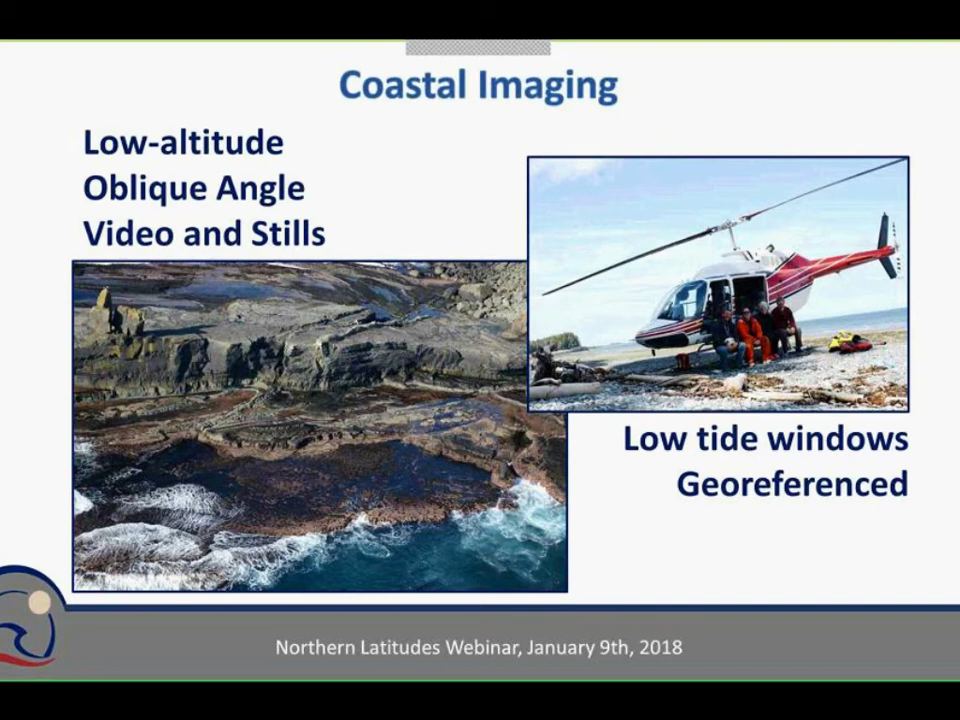 Coastal Imaging
Low-altitude
Oblique Angle
Video and Stills
Low tide windows
Georeferenced
Northern Latitudes Webinar, January 9th, 2018